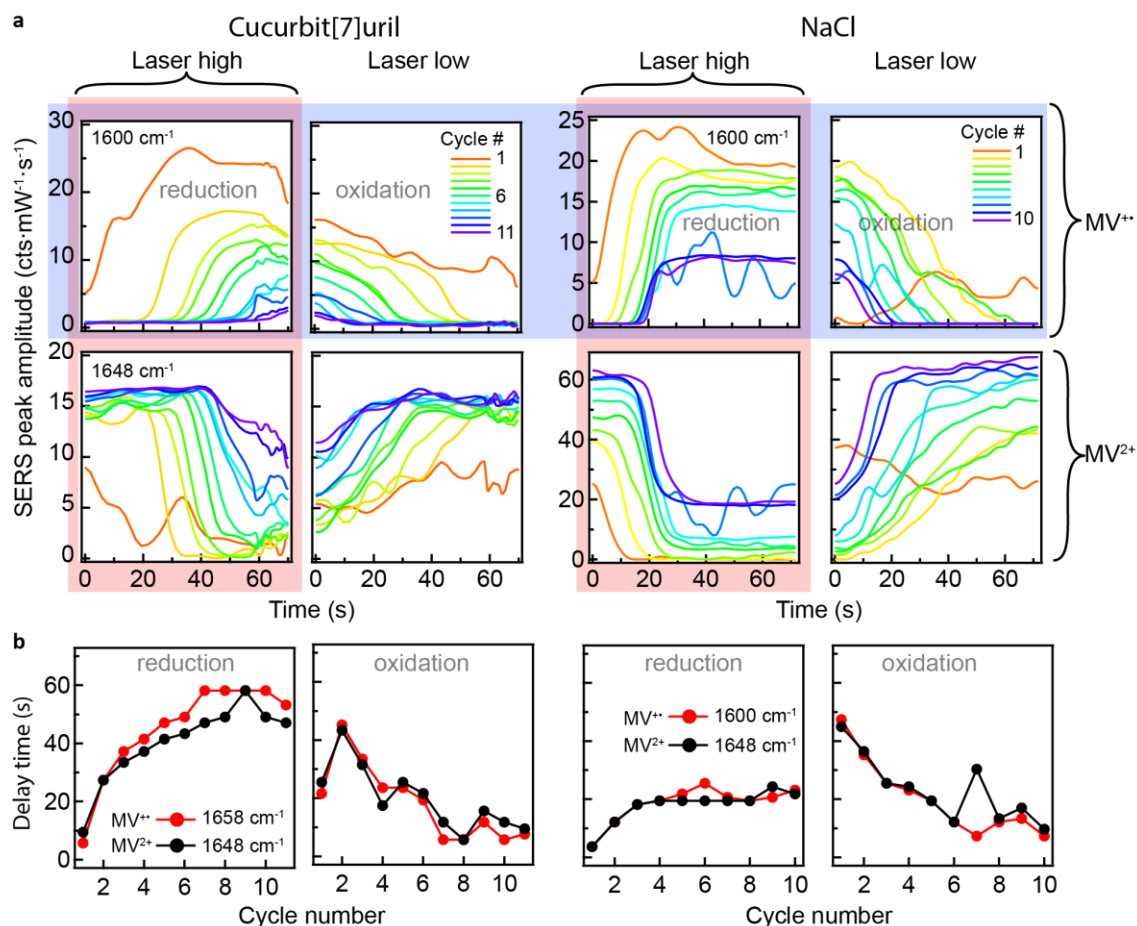 a
Cucurbit[7]uril
NaCl
Laser high
Laser low
Laser high
Laser low
SERS peak amplitude (cts·mW⁻¹·s⁻¹)
30
20
10
0
1600 cm⁻¹
reduction
oxidation
Cycle #
1
6
11
25
20
15
10
5
0
1600 cm⁻¹
reduction
oxidation
Cycle #
1
10
MV⁺•
20
15
10
5
0
1648 cm⁻¹
60
40
20
0
MV²⁺
0 20 40 60
0 20 40 60
0 20 40 60
0 20 40 60
Time (s)
Time (s)
b
Delay time (s)
60
40
20
0
reduction
MV⁺• 1658 cm⁻¹
MV²⁺ 1648 cm⁻¹
oxidation
reduction
MV⁺• 1600 cm⁻¹
MV²⁺ 1648 cm⁻¹
oxidation
2 4 6 8 10
2 4 6 8 10
2 4 6 8 10
2 4 6 8 10
Cycle number
Cycle number